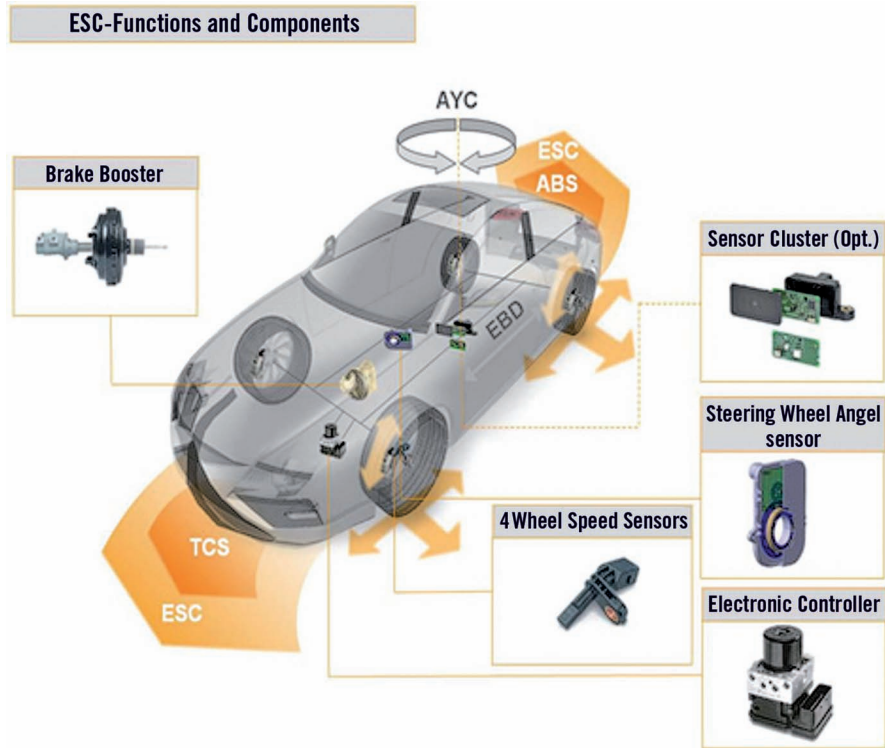 ESC-Functions and Components
AYC
ESC
ABS
Brake Booster
Sensor Cluster (Opt.)
EBD
Steering Wheel Angel
sensor
4 Wheel Speed Sensors
TCS
ESC
Electronic Controller